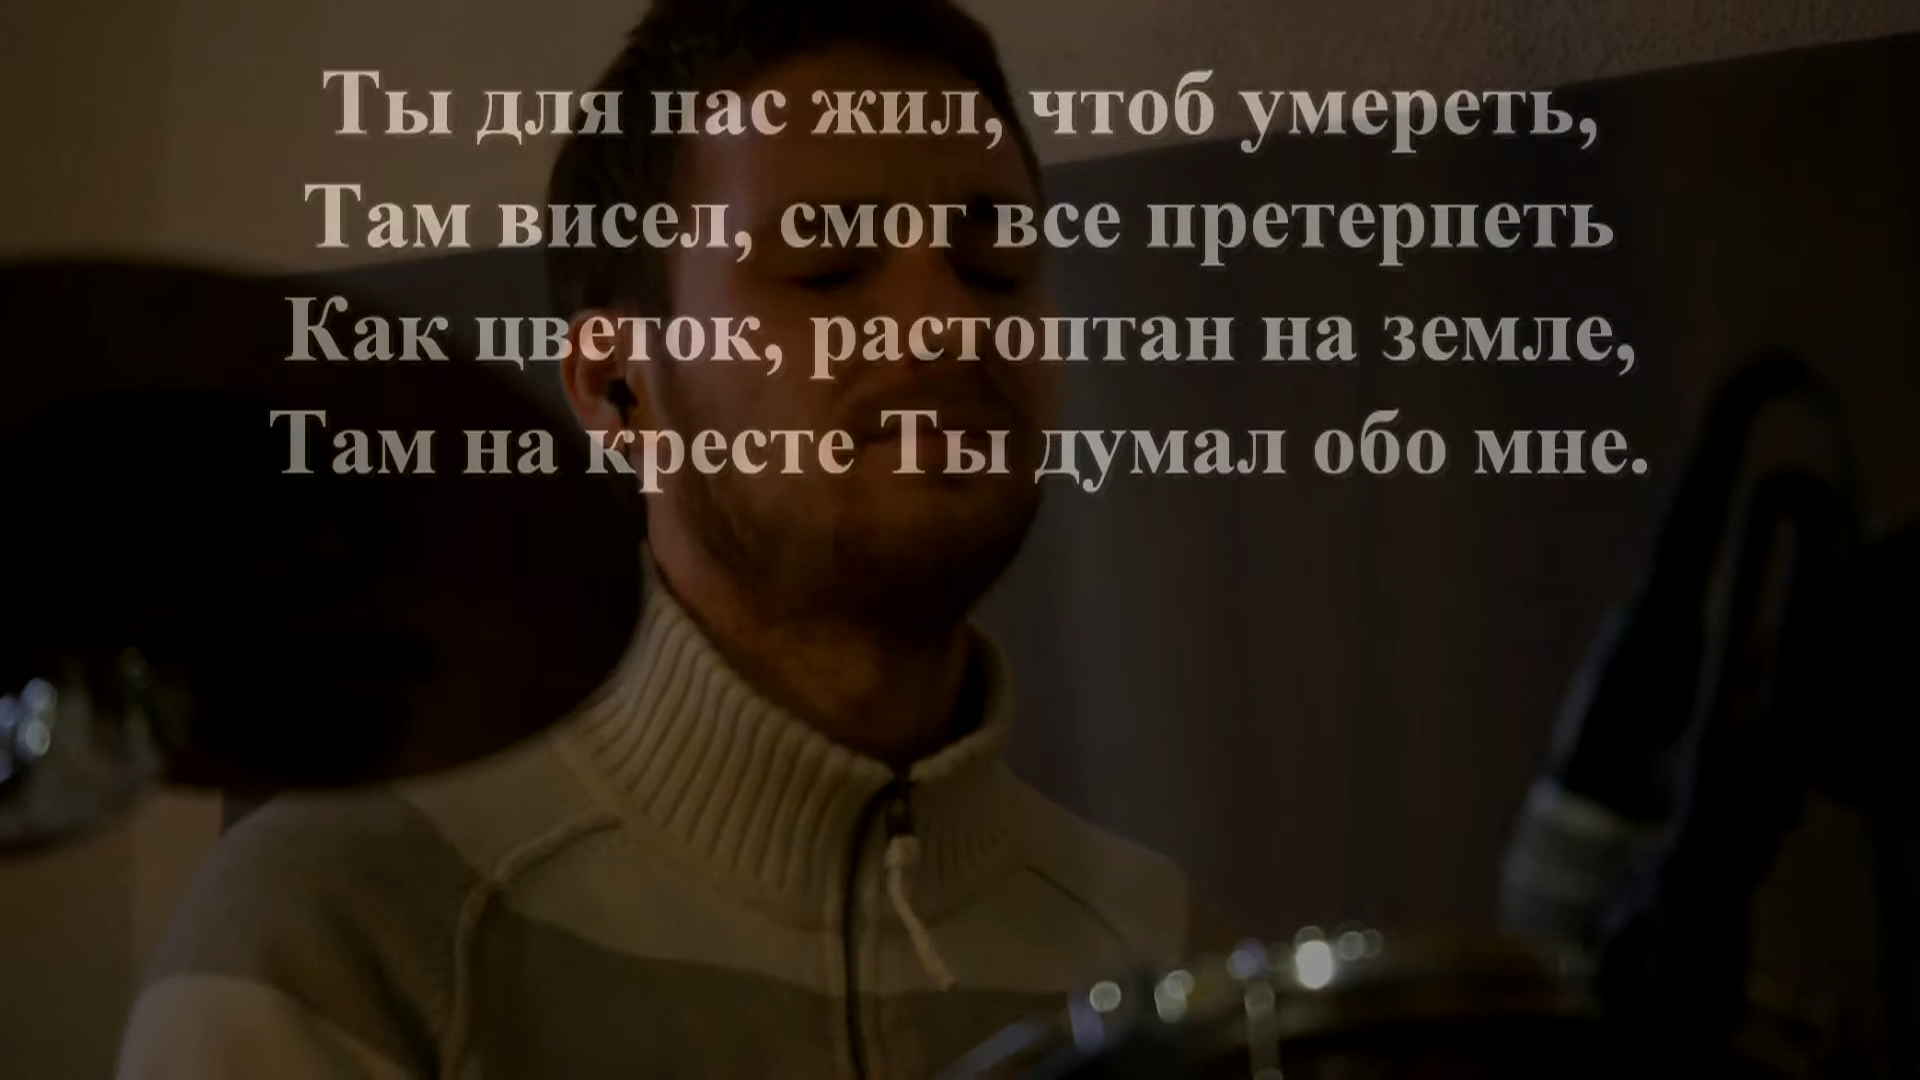 Ты для нас жил, чтоб умереть,
Там висел, смог все претерпеть
Как цветок, растоптан на земле,
Там на кресте Ты думал обо мне.